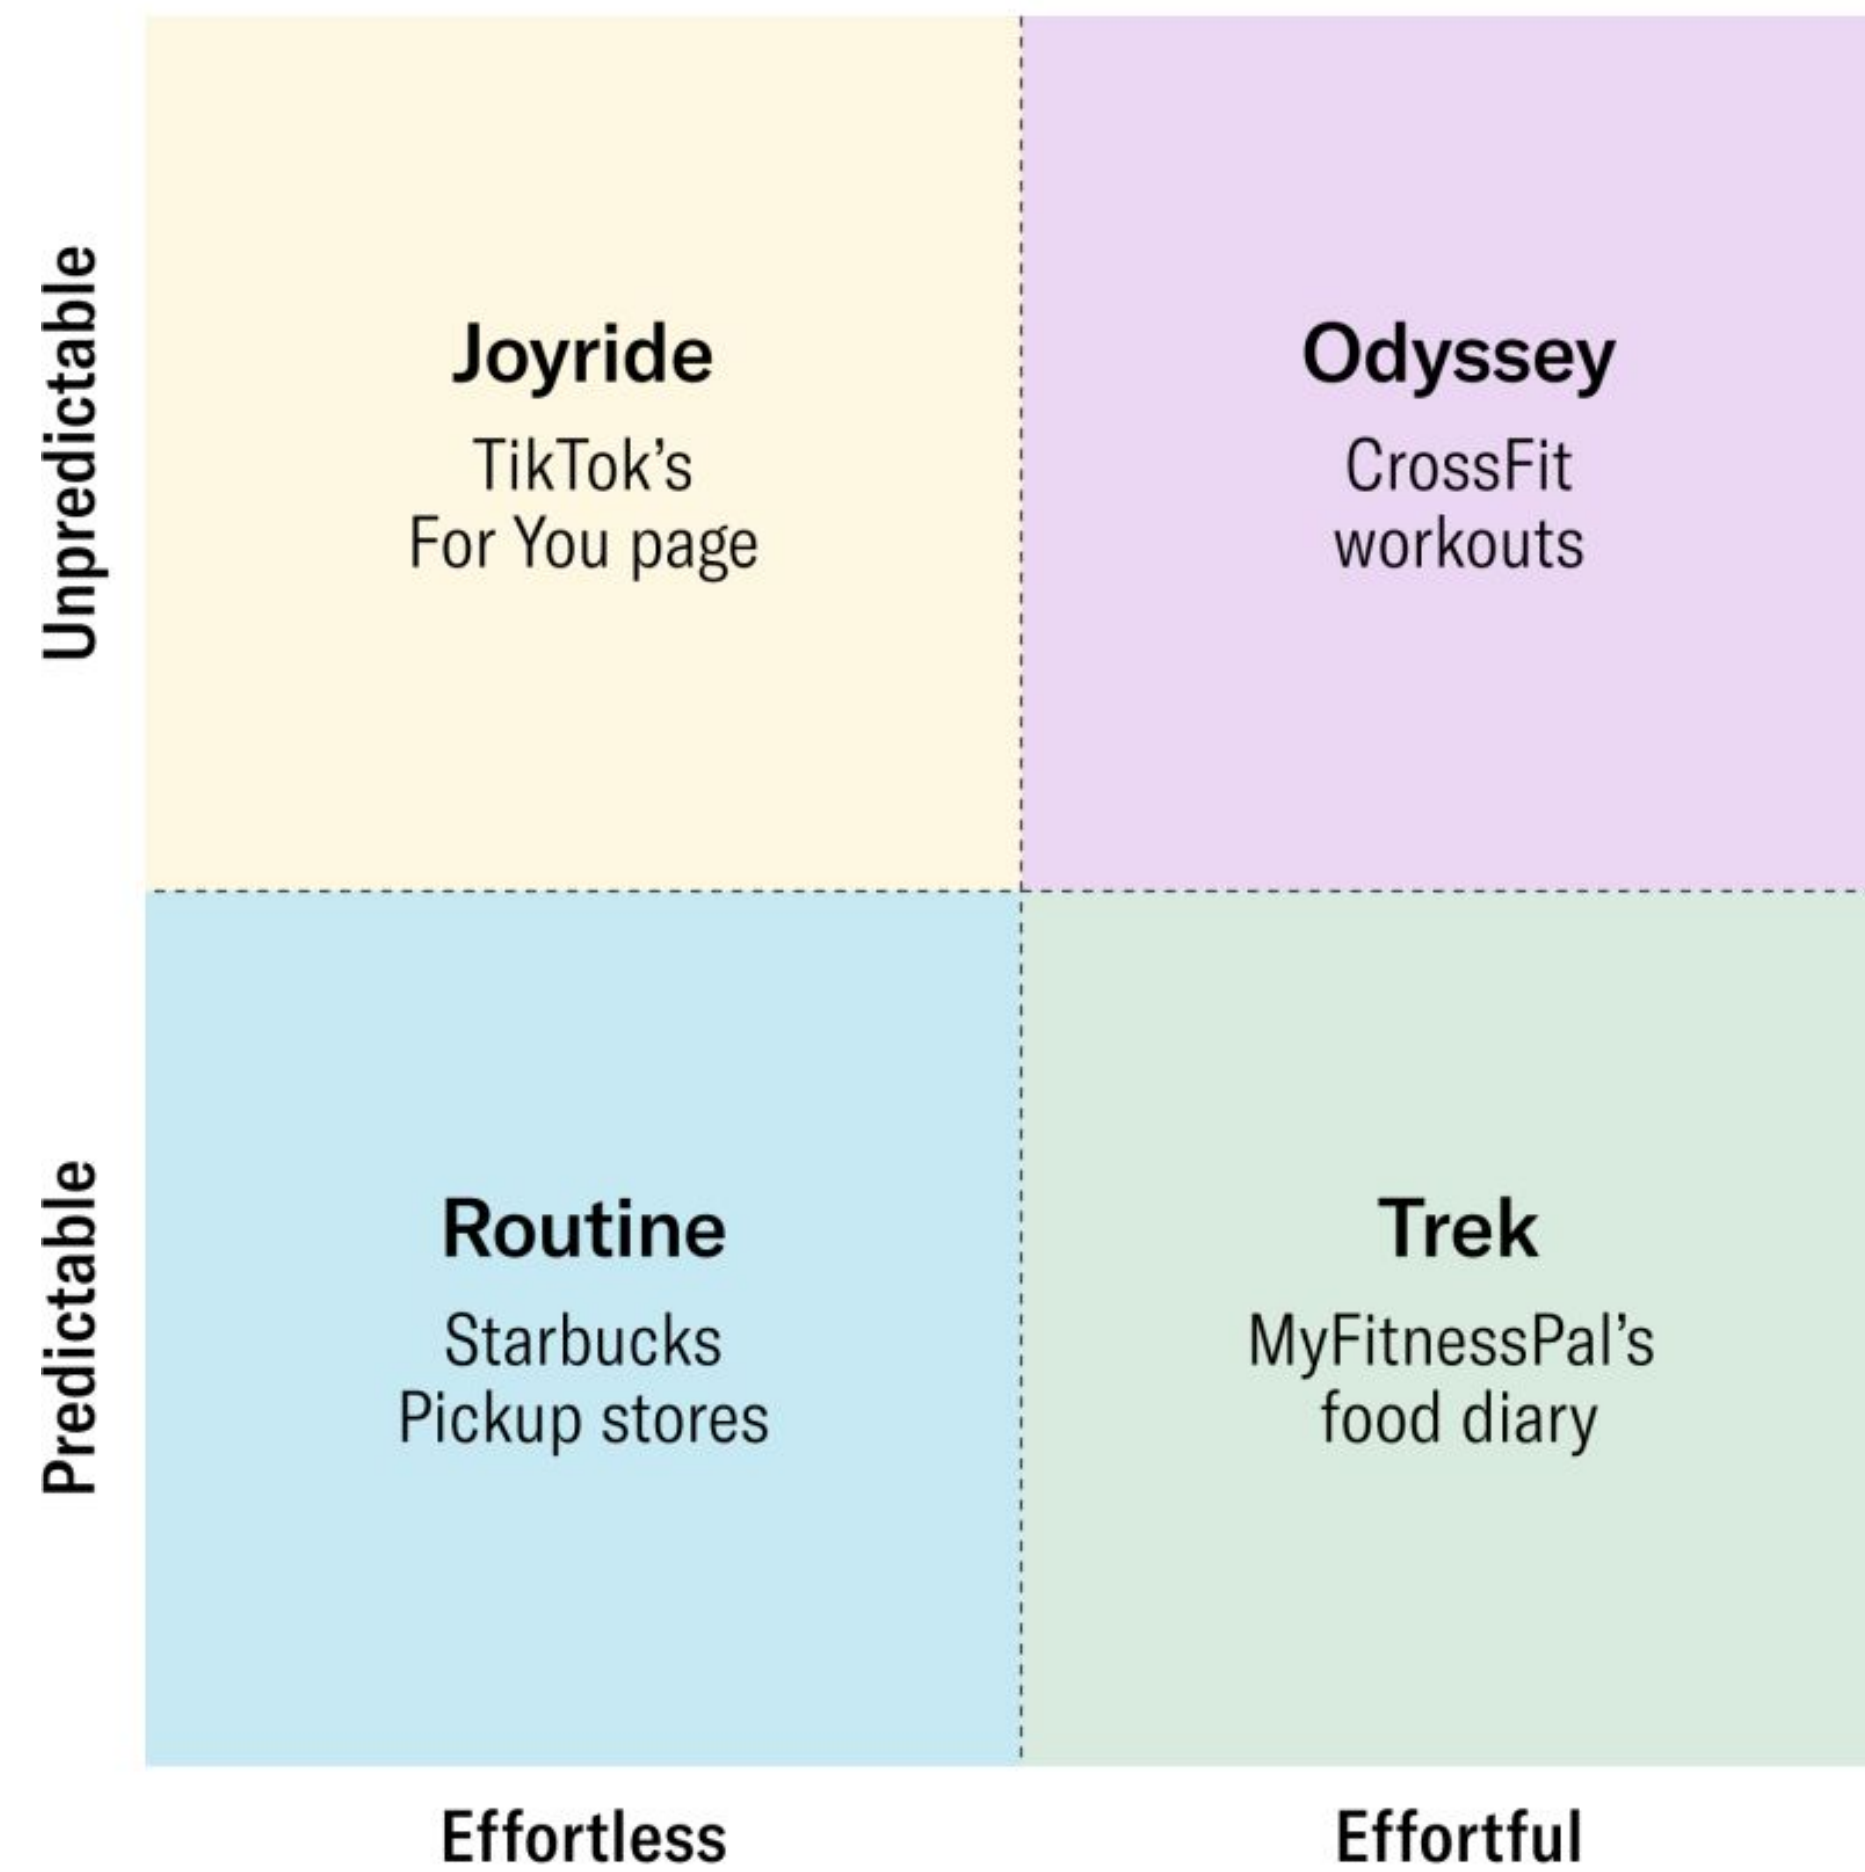 Unpredictable
Joyride
TikTok’s
For You page
Odyssey
CrossFit
workouts
Predictable
Routine
Starbucks
Pickup stores
Trek
MyFitnessPal’s
food diary
Effortless
Effortful